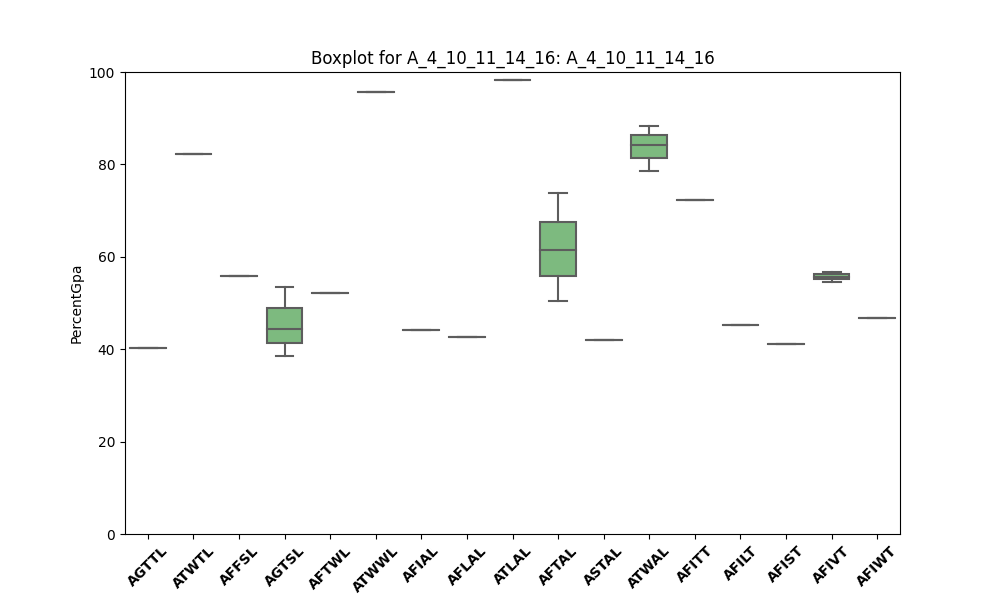 Boxplot for A_4_10_11_14_16: A_4_10_11_14_16
PercentGpa
100
80
60
40
20
0
AGTTL
ATWTL
AFFSL
AGTSL
AFTWL
ATWWL
AFIAL
AFLAL
ATLAL
AFTAL
ASTAL
ATWAL
AFITT
AFILT
AFIST
AFIVT
AFIWT